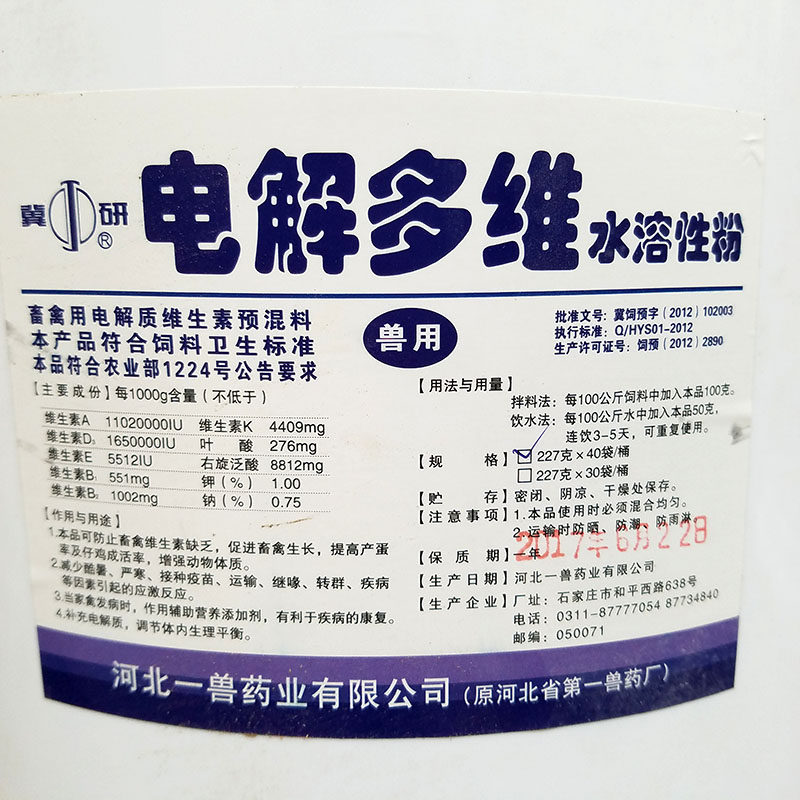 冀研®
电解多维水溶性粉
畜禽用电解质维生素预混料
本产品符合饲料卫生标准
本品符合农业部1224号公告要求
兽用
批准文号：冀饲预字（2012）102003
执行标准：Q/HYS01-2012
生产许可证号：饲预（2012）2890
【主要成份】每1000g含量（不低于）
维生素A 11020000IU 维生素K 4409mg
维生素D₃ 1650000IU 叶酸 276mg
维生素E 5512IU 右旋泛酸 8812mg
维生素B₁ 551mg 钾（%） 1.00
维生素B₂ 1002mg 钠（%） 0.75
【作用与用途】
1.本品可防止畜禽维生素缺乏，促进畜禽生长，提高产蛋
率及仔鸡成活率，增强动物体质。
2.减少酷暑、严寒、接种疫苗、运输、继喙、转群、疾病
等因素引起的应激反应。
3.当家禽发病时，作用辅助营养添加剂，有利于疾病的康复。
4.补充电解质，调节体内生理平衡。
【用法与用量】
拌料法：每100公斤饲料中加入本品100克。
饮水法：每100公斤水中加入本品50克，
连饮3-5天，可重复使用。
【规格】227克×40袋/桶
227克×30袋/桶
【贮存】密闭、阴凉、干燥处保存。
【注意事项】1.本品使用时必须混合均匀。
2.运输时防晒、防潮、防雨淋
【保质期】一年
2017年6月22日
【生产日期】
【生产企业】河北一兽药业有限公司
厂址：石家庄市和平西路638号
电话：0311-87777054 87734840
邮编：050071
河北一兽药业有限公司（原河北省第一兽药厂）